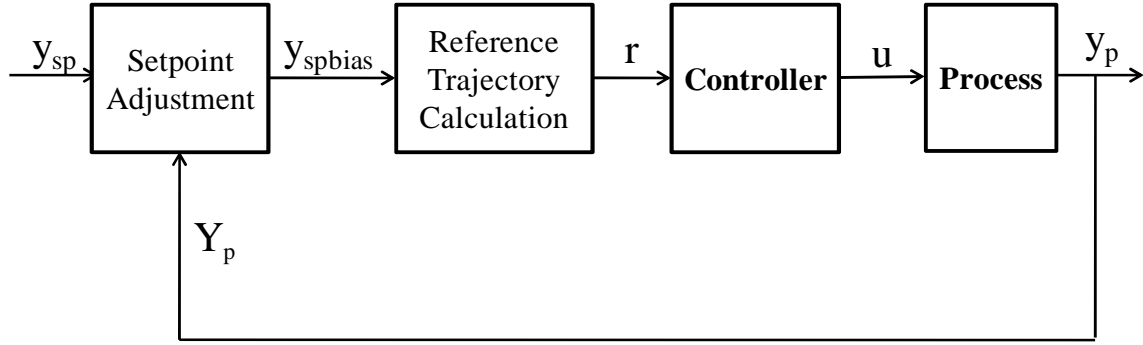 y_sp
Setpoint
Adjustment
y_spbias
Reference
Trajectory
Calculation
r
Controller
u
Process
y_p
Y_p